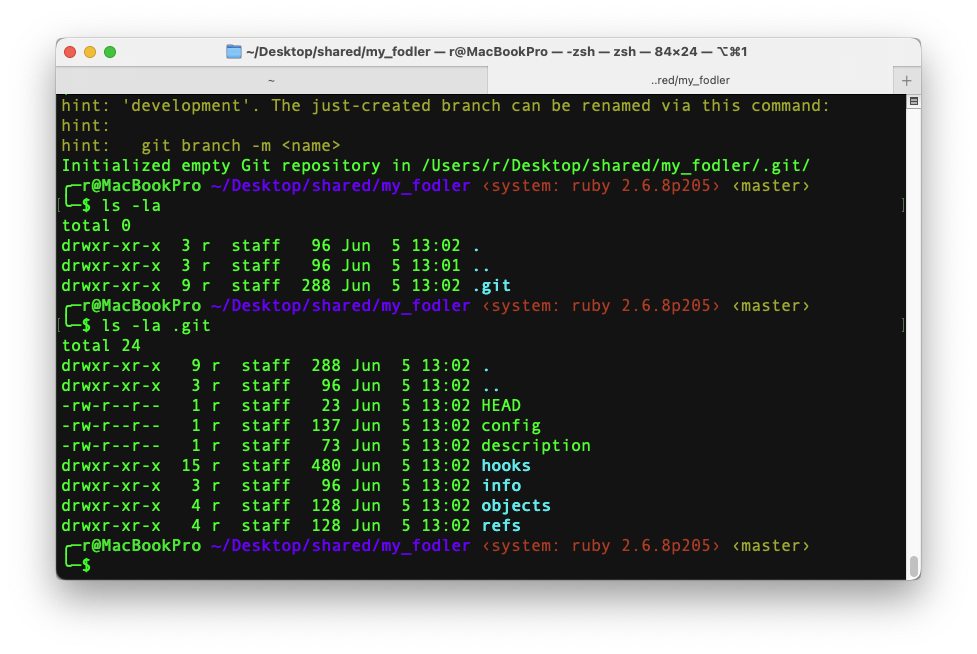 ~/Desktop/shared/my_fodler — r@MacBookPro — -zsh — zsh — 84×24 — ⌥⌘1
~ ..red/my_fodler +
hint: 'development'. The just-created branch can be renamed via this command:
hint:
hint:   git branch -m <name>
Initialized empty Git repository in /Users/r/Desktop/shared/my_fodler/.git/
╭─r@MacBookPro ~/Desktop/shared/my_fodler ‹system: ruby 2.6.8p205› ‹master›
[╰─$ ls -la ]
total 0
drwxr-xr-x  3 r  staff   96 Jun  5 13:02 .
drwxr-xr-x  3 r  staff   96 Jun  5 13:01 ..
drwxr-xr-x  9 r  staff  288 Jun  5 13:02 .git
╭─r@MacBookPro ~/Desktop/shared/my_fodler ‹system: ruby 2.6.8p205› ‹master›
[╰─$ ls -la .git ]
total 24
drwxr-xr-x   9 r  staff  288 Jun  5 13:02 .
drwxr-xr-x   3 r  staff   96 Jun  5 13:02 ..
-rw-r--r--   1 r  staff   23 Jun  5 13:02 HEAD
-rw-r--r--   1 r  staff  137 Jun  5 13:02 config
-rw-r--r--   1 r  staff   73 Jun  5 13:02 description
drwxr-xr-x  15 r  staff  480 Jun  5 13:02 hooks
drwxr-xr-x   3 r  staff   96 Jun  5 13:02 info
drwxr-xr-x   4 r  staff  128 Jun  5 13:02 objects
drwxr-xr-x   4 r  staff  128 Jun  5 13:02 refs
╭─r@MacBookPro ~/Desktop/shared/my_fodler ‹system: ruby 2.6.8p205› ‹master›
╰─$